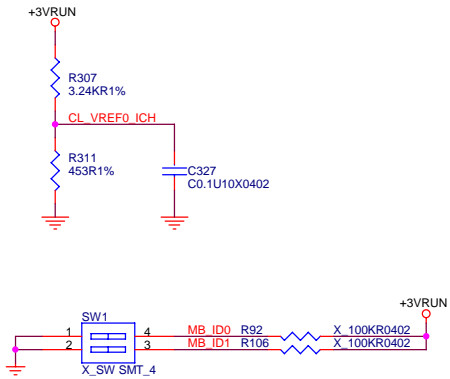 +3VRUN
R307
3.24KR1%
CL_VREF0_ICH
R311
453R1%
C327
C0.1U10X0402
+3VRUN
SW1
1 4 MB_ID0 R92 X_100KR0402
2 3 MB_ID1 R106 X_100KR0402
X_SW SMT_4